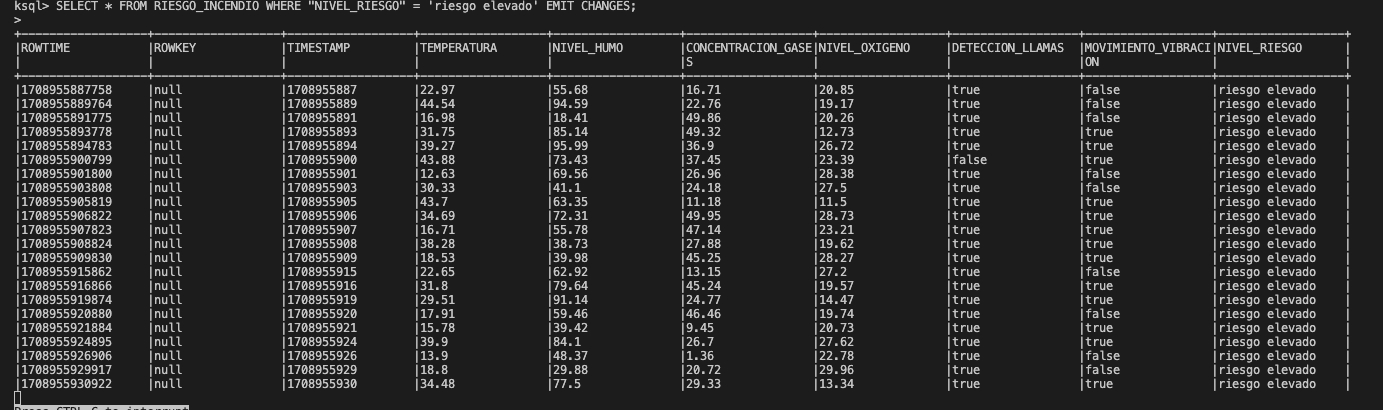 ksql> SELECT * FROM RIESGO_INCENDIO WHERE "NIVEL_RIESGO" = 'riesgo elevado' EMIT CHANGES;
>
|ROWTIME |ROWKEY |TIMESTAMP |TEMPERATURA |NIVEL_HUMO |CONCENTRACION_GASE|NIVEL_OXIGENO |DETECCION_LLAMAS |MOVIMIENTO_VIBRACI|NIVEL_RIESGO |
| | | | | |S | | |ON | |
|1708955887758 |null |1708955887 |22.97 |55.68 |16.71 |20.85 |true |false |riesgo elevado |
|1708955889764 |null |1708955889 |44.54 |94.59 |22.76 |19.17 |true |false |riesgo elevado |
|1708955891775 |null |1708955891 |16.98 |18.41 |49.86 |20.26 |true |false |riesgo elevado |
|1708955893778 |null |1708955893 |31.75 |85.14 |49.32 |12.73 |true |true |riesgo elevado |
|1708955894783 |null |1708955894 |39.27 |95.99 |36.9 |26.72 |true |true |riesgo elevado |
|1708955900799 |null |1708955900 |43.88 |73.43 |37.45 |23.39 |false |true |riesgo elevado |
|1708955901800 |null |1708955901 |12.63 |69.56 |26.96 |28.38 |true |false |riesgo elevado |
|1708955903808 |null |1708955903 |30.33 |41.1 |24.18 |27.5 |true |false |riesgo elevado |
|1708955905819 |null |1708955905 |43.7 |63.35 |11.18 |11.5 |true |true |riesgo elevado |
|1708955906822 |null |1708955906 |34.69 |72.31 |49.95 |28.73 |true |true |riesgo elevado |
|1708955907823 |null |1708955907 |16.71 |55.78 |47.14 |23.21 |true |true |riesgo elevado |
|1708955908824 |null |1708955908 |38.28 |38.73 |27.88 |19.62 |true |true |riesgo elevado |
|1708955909830 |null |1708955909 |18.53 |39.98 |45.25 |28.27 |true |true |riesgo elevado |
|1708955915862 |null |1708955915 |22.65 |62.92 |13.15 |27.2 |true |false |riesgo elevado |
|1708955916866 |null |1708955916 |31.8 |79.64 |45.24 |19.57 |true |true |riesgo elevado |
|1708955919874 |null |1708955919 |29.51 |91.14 |24.77 |14.47 |true |true |riesgo elevado |
|1708955920880 |null |1708955920 |17.91 |59.46 |46.46 |19.74 |true |false |riesgo elevado |
|1708955921884 |null |1708955921 |15.78 |39.42 |9.45 |20.73 |true |true |riesgo elevado |
|1708955924895 |null |1708955924 |39.9 |84.1 |26.7 |27.62 |true |true |riesgo elevado |
|1708955926906 |null |1708955926 |13.9 |48.37 |1.36 |22.78 |true |false |riesgo elevado |
|1708955929917 |null |1708955929 |18.8 |29.88 |20.72 |29.96 |true |false |riesgo elevado |
|1708955930922 |null |1708955930 |34.48 |77.5 |29.33 |13.34 |true |true |riesgo elevado |
Press CTRL-C to interrupt